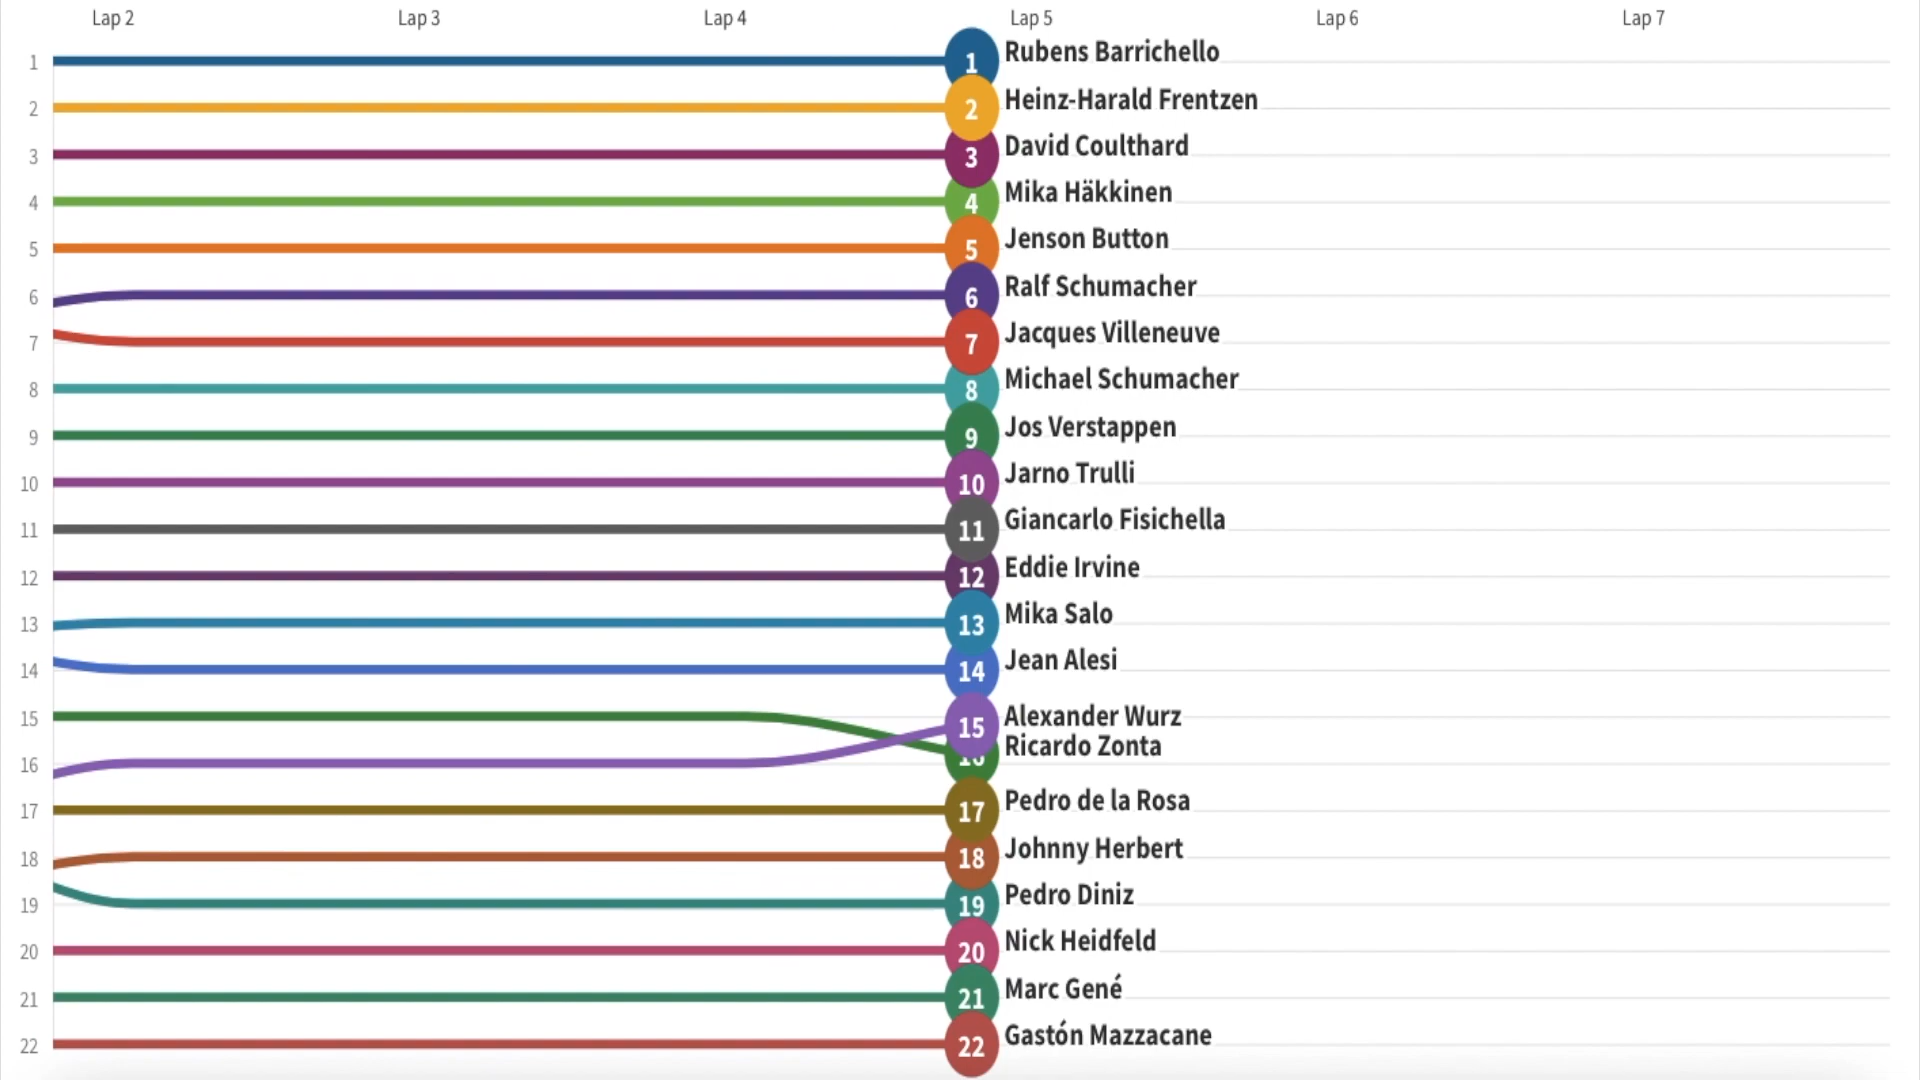 Lap 2 Lap 3 Lap 4 Lap 5 Lap 6 Lap 7
1 1 Rubens Barrichello
2 2 Heinz-Harald Frentzen
3 3 David Coulthard
4 4 Mika Häkkinen
5 5 Jenson Button
6 6 Ralf Schumacher
7 7 Jacques Villeneuve
8 8 Michael Schumacher
9 9 Jos Verstappen
10 10 Jarno Trulli
11 11 Giancarlo Fisichella
12 12 Eddie Irvine
13 13 Mika Salo
14 14 Jean Alesi
15 15 Alexander Wurz
16 16 Ricardo Zonta
17 17 Pedro de la Rosa
18 18 Johnny Herbert
19 19 Pedro Diniz
20 20 Nick Heidfeld
21 21 Marc Gené
22 22 Gastón Mazzacane